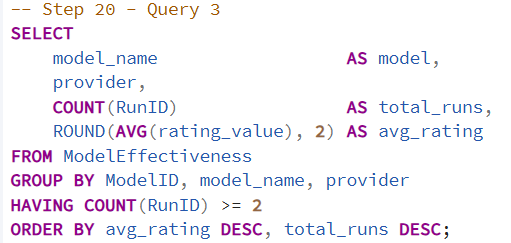 -- Step 20 – Query 3
SELECT
    model_name                  AS model,
    provider,
    COUNT(RunID)                AS total_runs,
    ROUND(AVG(rating_value), 2) AS avg_rating
FROM ModelEffectiveness
GROUP BY ModelID, model_name, provider
HAVING COUNT(RunID) >= 2
ORDER BY avg_rating DESC, total_runs DESC;